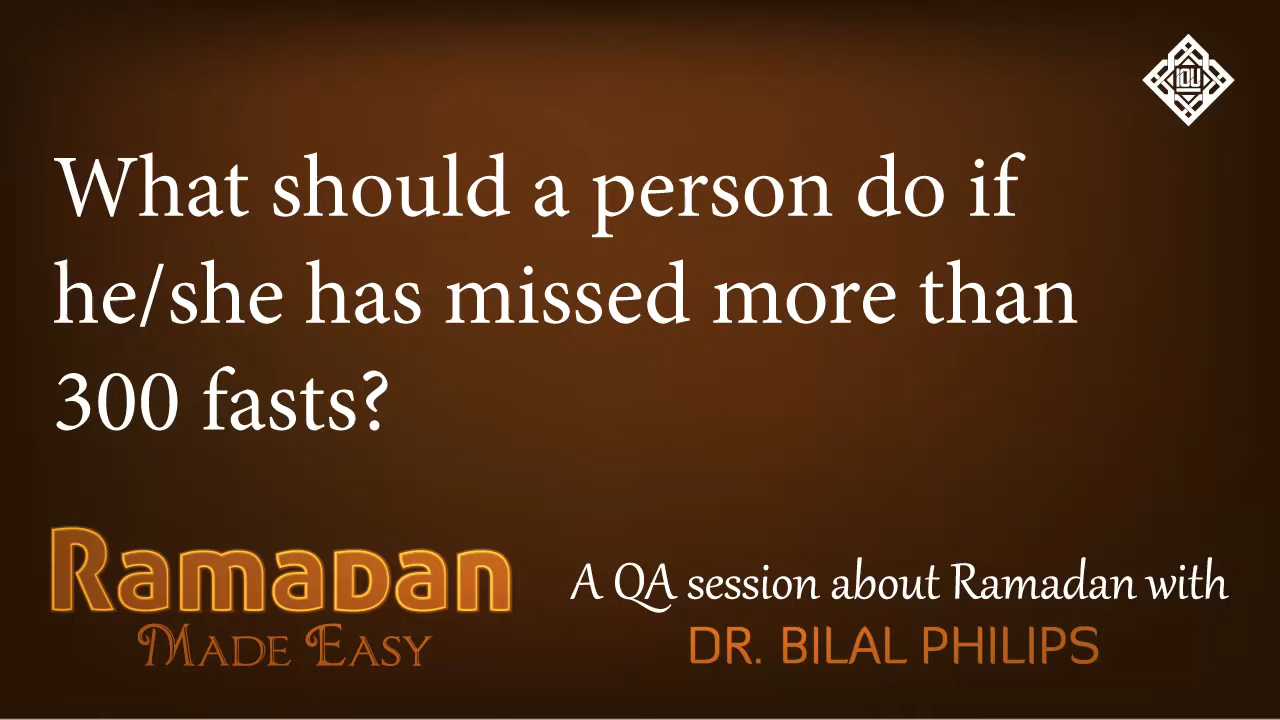 IOU
What should a person do if
he/she has missed more than
300 fasts?
Ramadan
Made Easy
A QA session about Ramadan with
DR. BILAL PHILIPS